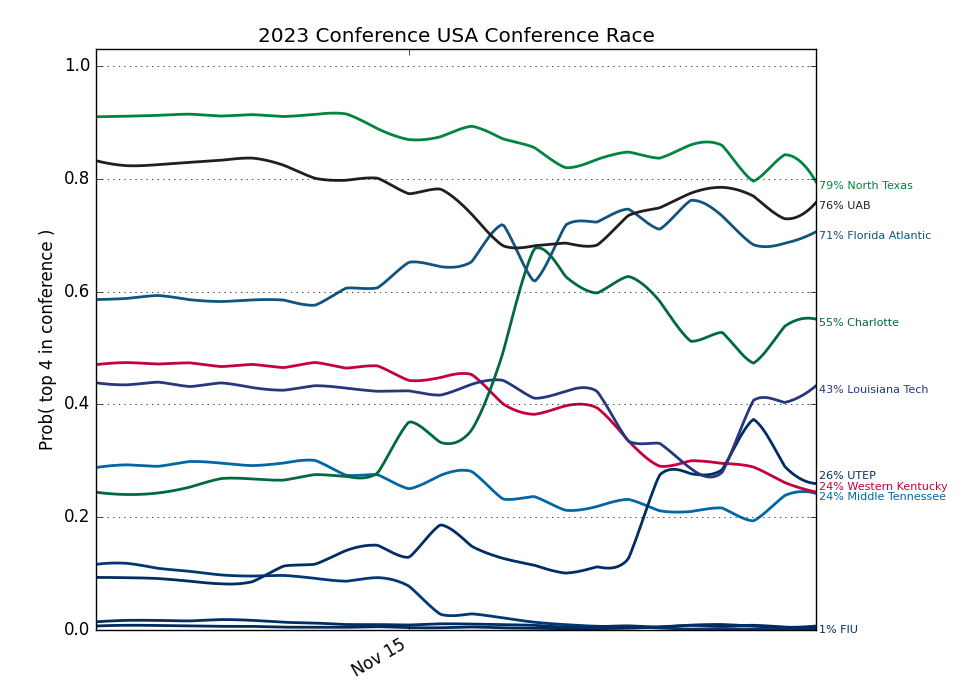 2023 Conference USA Conference Race
1.0
0.8
0.6
0.4
0.2
0.0
Prob( top 4 in conference )
Nov 15
79% North Texas
76% UAB
71% Florida Atlantic
55% Charlotte
43% Louisiana Tech
26% UTEP
24% Western Kentucky
24% Middle Tennessee
1% FIU